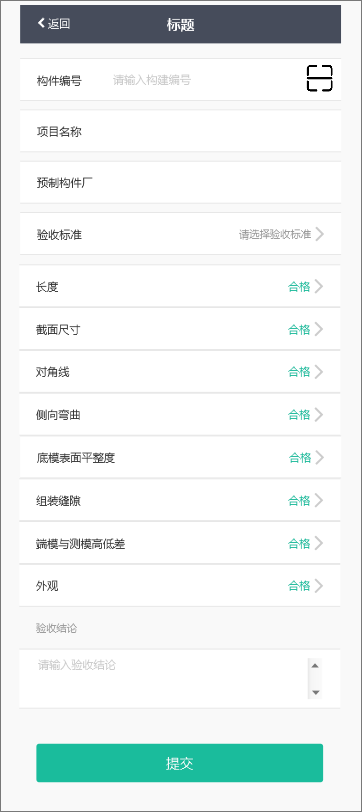 返回
标题
构件编号 请输入构建编号
项目名称
预制构件厂
验收标准 请选择验收标准
长度 合格
截面尺寸 合格
对角线 合格
侧向弯曲 合格
底模表面平整度 合格
组装缝隙 合格
端模与测模高低差 合格
外观 合格
验收结论
请输入验收结论
提交